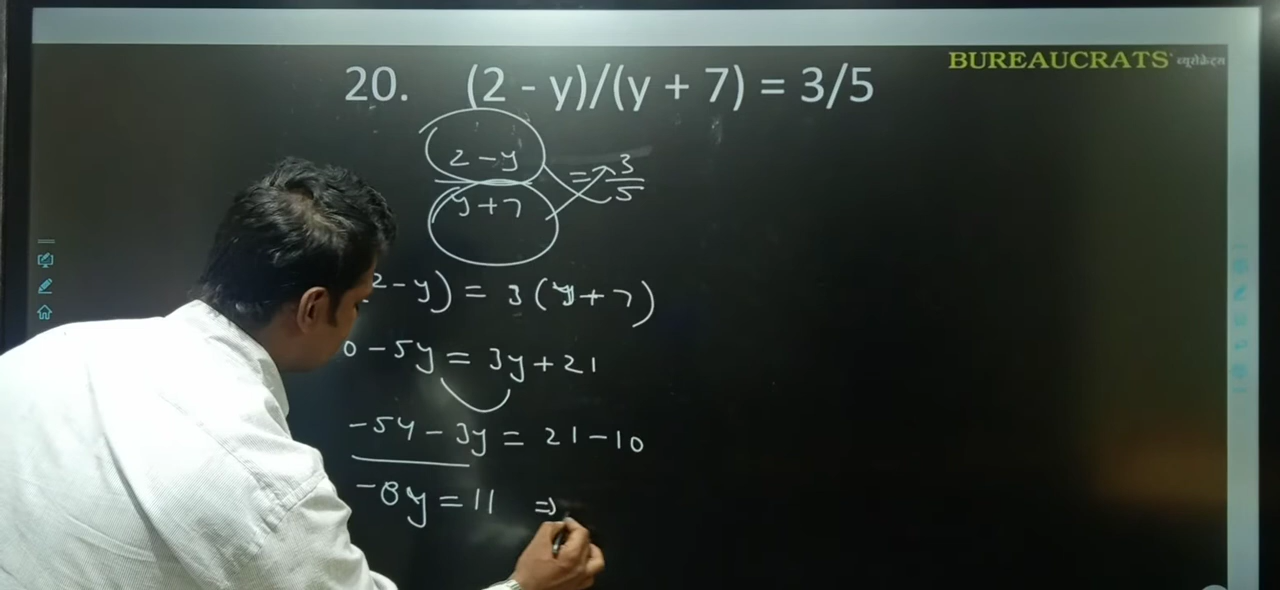 BUREAUCRATS ब्यूरोक्रेट्स
20. (2 - y)/(y + 7) = 3/5
2 - y
= 3
y + 7
5
2 - y) = 3 (y + 7)
0 - 5y = 3y + 21
-5y - 3y = 21 - 10
-8y = 11 ⇒